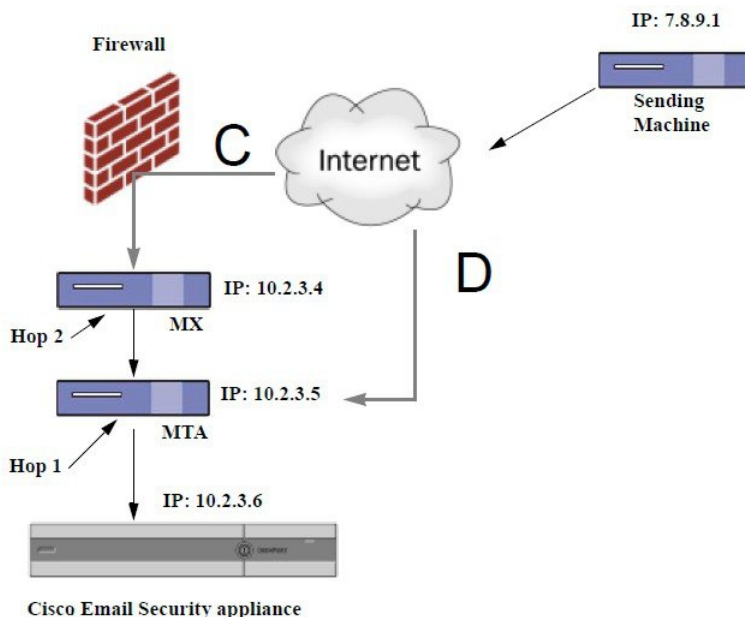 IP: 7.8.9.1
Firewall
Sending
Machine
C
Internet
D
IP: 10.2.3.4
MX
Hop 2
IP: 10.2.3.5
MTA
Hop 1
IP: 10.2.3.6
Cisco Email Security appliance